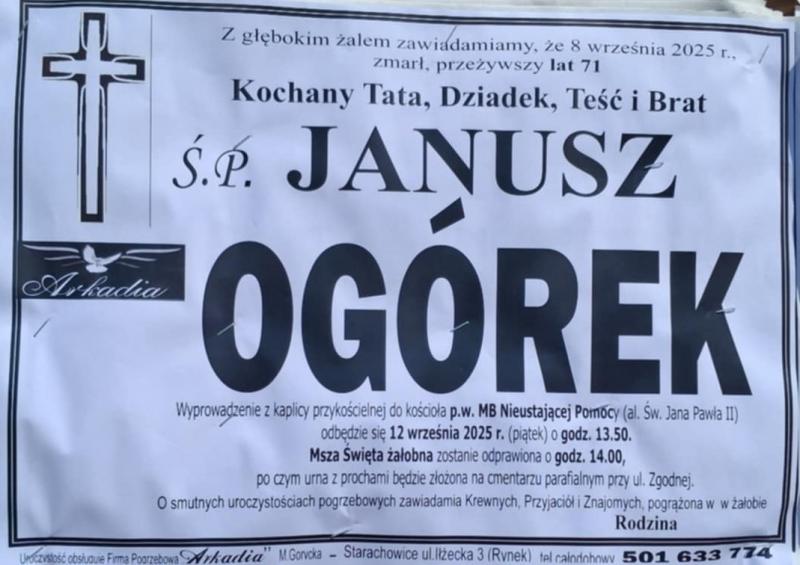 Z głębokim żalem zawiadamiamy, że 8 września 2025 r.,
zmarł, przeżywszy lat 71
Kochany Tata, Dziadek, Teść i Brat
Ś.P. JANUSZ
Arkadia
OGÓREK
Wyprowadzenie z kaplicy przykościelnej do kościoła p.w. MB Nieustającej Pomocy (al. Św. Jana Pawła II)
odbędzie się 12 września 2025 r. (piątek) o godz. 13.50.
Msza Święta żałobna zostanie odprawiona o godz. 14.00,
po czym urna z prochami będzie złożona na cmentarzu parafialnym przy ul. Zgodnej.
O smutnych uroczystościach pogrzebowych zawiadamia Krewnych, Przyjaciół i Znajomych, pogrążona w w żałobie
Rodzina
Uroczystość obsługuje Firma Pogrzebowa "Arkadia" M.Gorycka - Starachowice ul.Iłżecka 3 (Rynek) tel.całodobowy 501 633 774